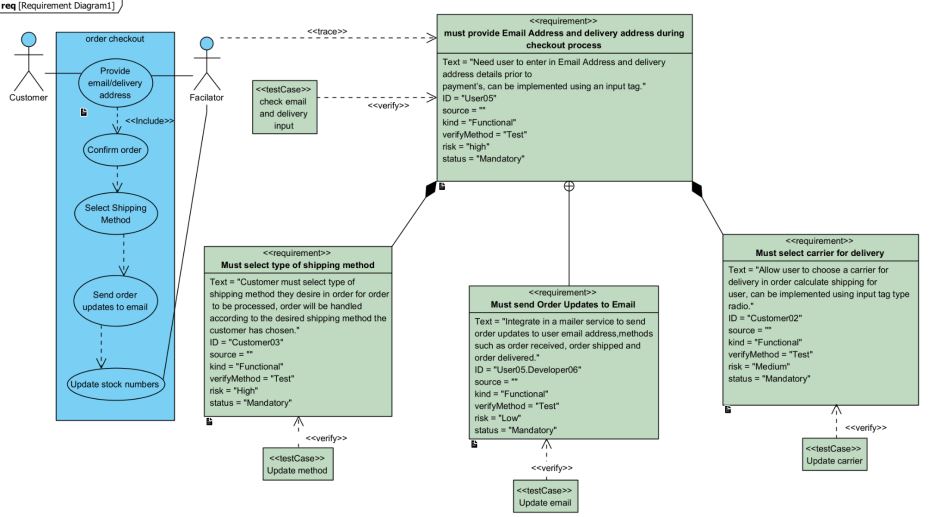 req [Requirement Diagram1]
order checkout
Customer
Facilator
Provide
email/delivery
address
<<Include>>
Confirm order
Select Shipping
Method
Send order
updates to email
Update stock numbers
<<trace>>
<<testCase>>
check email
and delivery
input
<<verify>>
<<requirement>>
must provide Email Address and delivery address during
checkout process
Text = "Need user to enter in Email Address and delivery
address details prior to
payment's, can be implemented using an input tag."
ID = "User05"
source = ""
kind = "Functional"
verifyMethod = "Test"
risk = "high"
status = "Mandatory"
<<requirement>>
Must select type of shipping method
Text = "Customer must select type of
shipping method they desire in order for order
to be processed, order will be handled
according to the desired shipping method the
customer has chosen."
ID = "Customer03"
source = ""
kind = "Functional"
verifyMethod = "Test"
risk = "High"
status = "Mandatory"
<<verify>>
<<testCase>>
Update method
<<requirement>>
Must send Order Updates to Email
Text = "Integrate in a mailer service to send
order updates to user email address,methods
such as order received, order shipped and
order delivered."
ID = "User05.Developer06"
source = ""
kind = "Functional"
verifyMethod = "Test"
risk = "Low"
status = "Mandatory"
<<verify>>
<<testCase>>
Update email
<<requirement>>
Must select carrier for delivery
Text = "Allow user to choose a carrier for
delivery in order calculate shipping for
user, can be implemented using input tag type
radio."
ID = "Customer02"
source = ""
kind = "Functional"
verifyMethod = "Test"
risk = "Medium"
status = "Mandatory"
<<verify>>
<<testCase>>
Update carrier